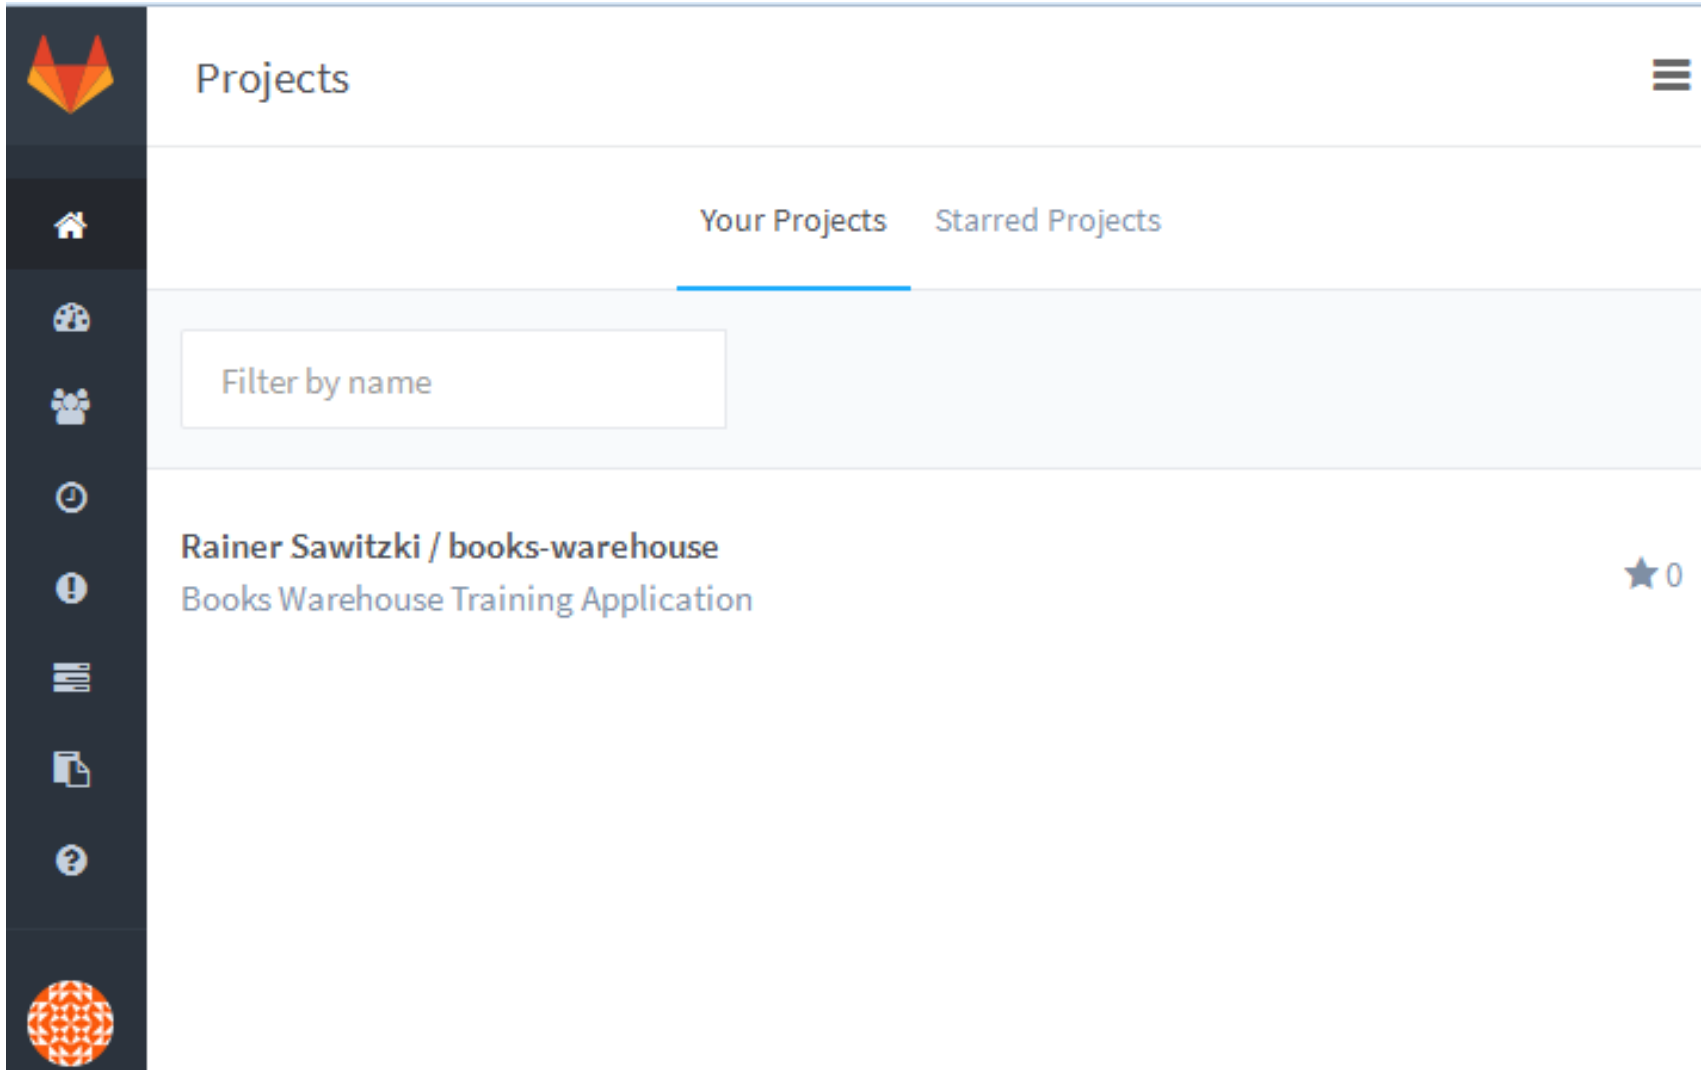 Projects
Your Projects Starred Projects
Filter by name
Rainer Sawitzki / books-warehouse
0
Books Warehouse Training Application